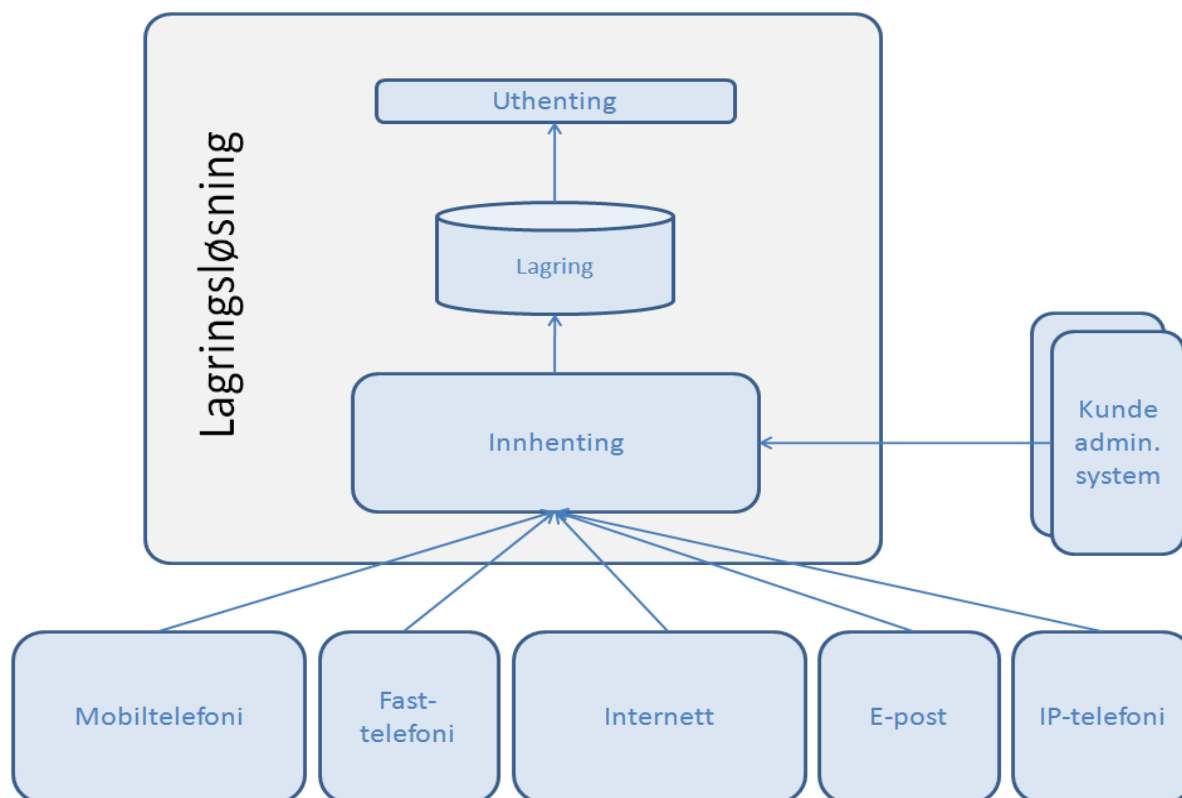 Lagringsløsning
Uthenting
Lagring
Innhenting
Kunde
admin.
system
Mobiltelefoni
Fast-
telefoni
Internett
E-post
IP-telefoni